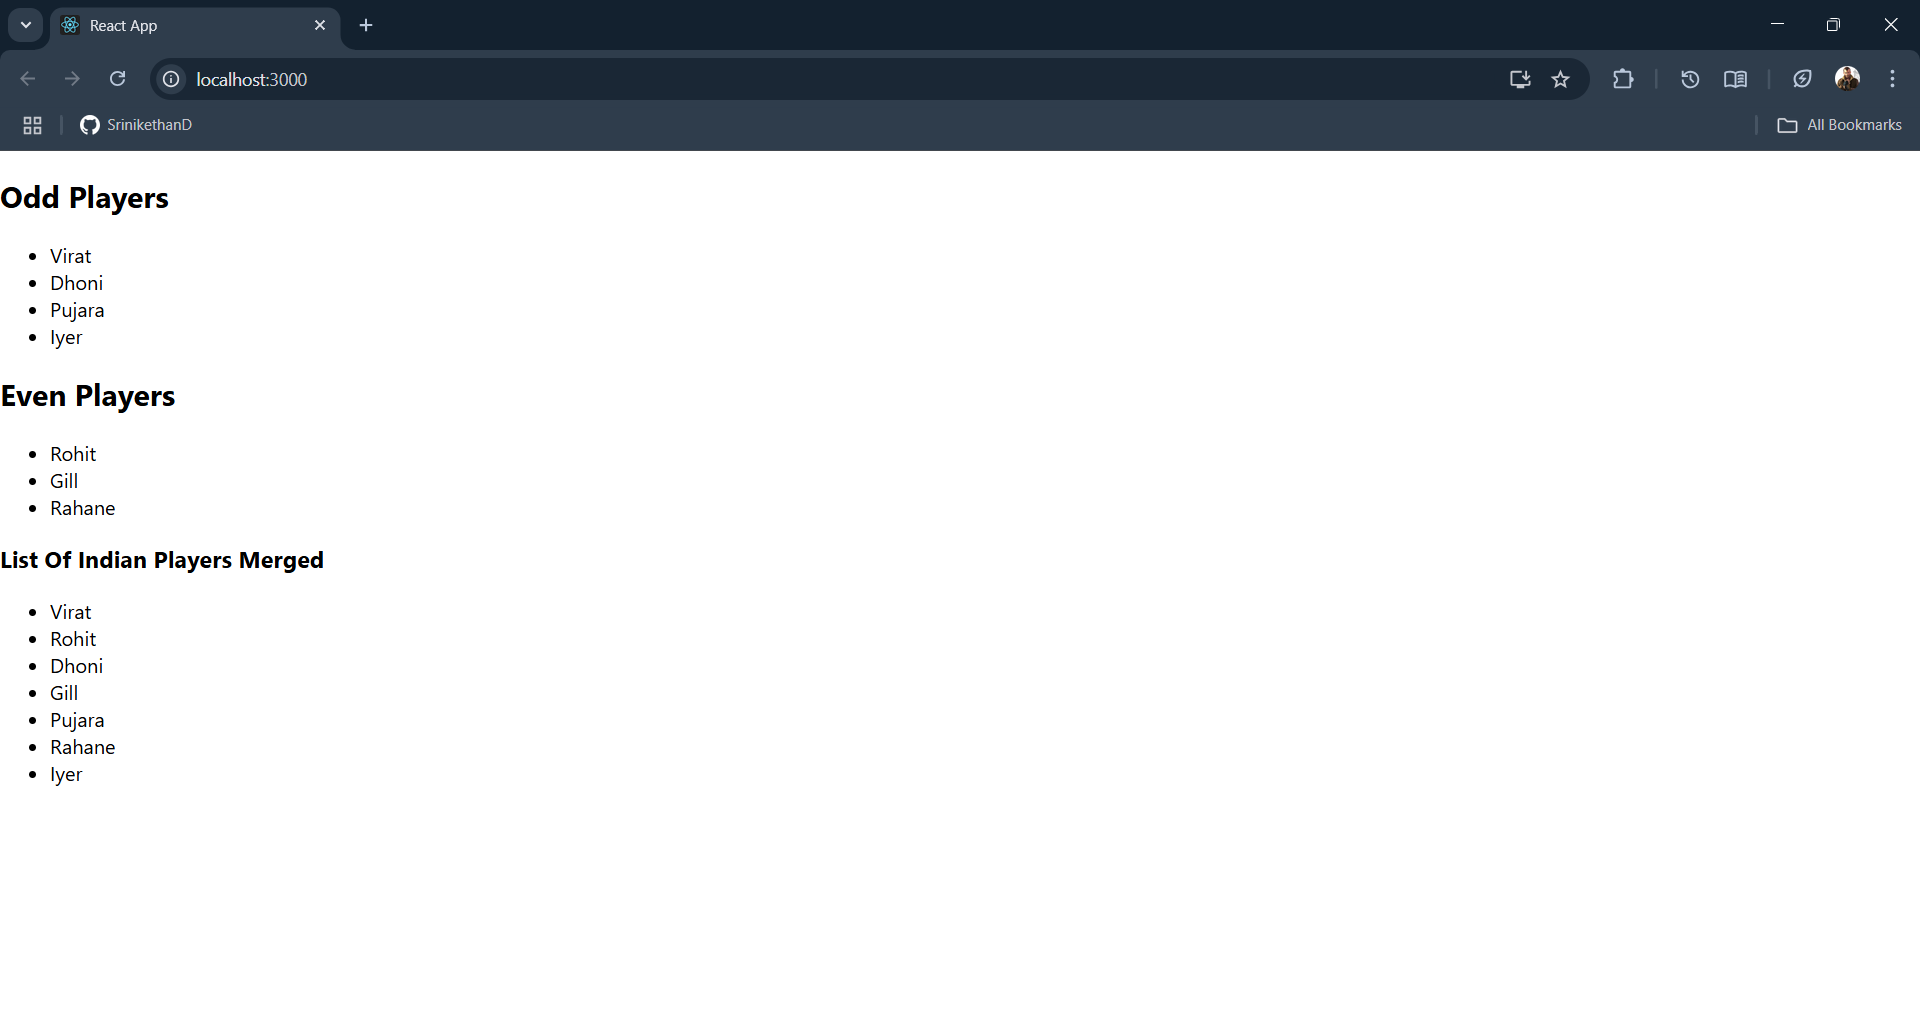 React App
localhost:3000
SrinikethanD
All Bookmarks
Odd Players
Virat
Dhoni
Pujara
Iyer
Even Players
Rohit
Gill
Rahane
List Of Indian Players Merged
Virat
Rohit
Dhoni
Gill
Pujara
Rahane
Iyer